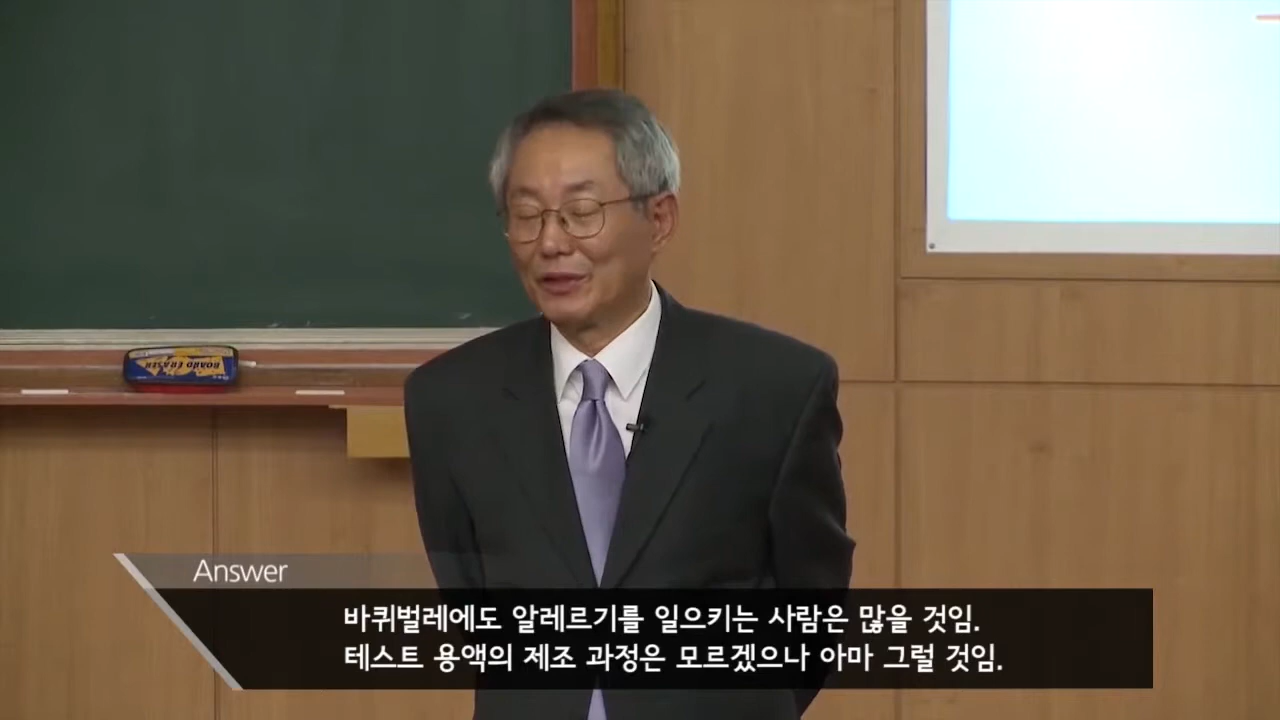 BOARD ERASER
Answer
바퀴벌레에도 알레르기를 일으키는 사람은 많을 것임.
테스트 용액의 제조 과정은 모르겠으나 아마 그럴 것임.